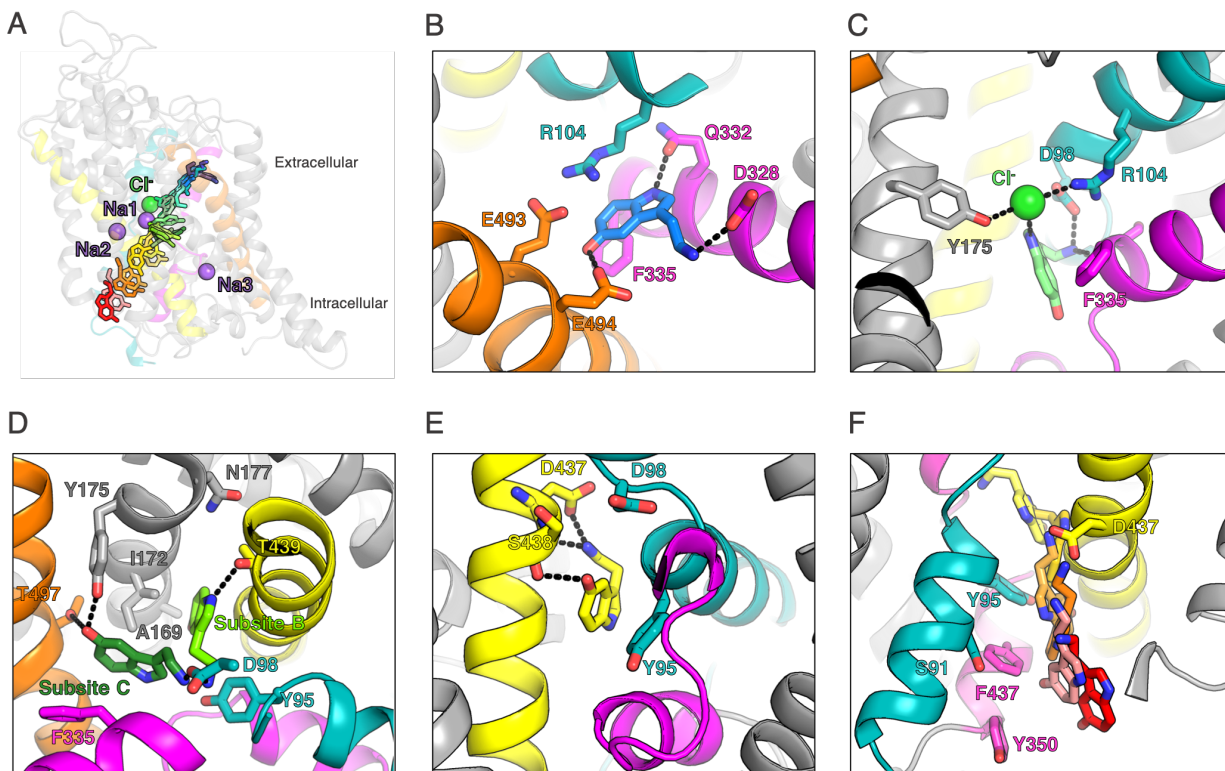 A
Extracellular
Cl-
Na1
Na2
Na3
Intracellular
B
R104
Q332
D328
E493
F335
E494
C
D98
Cl-
R104
Y175
F335
D
N177
Y175
T439
I172
T497
A169
Subsite B
D98
Subsite C
Y95
F335
E
D437
D98
S438
Y95
F
D437
Y95
S91
F437
Y350